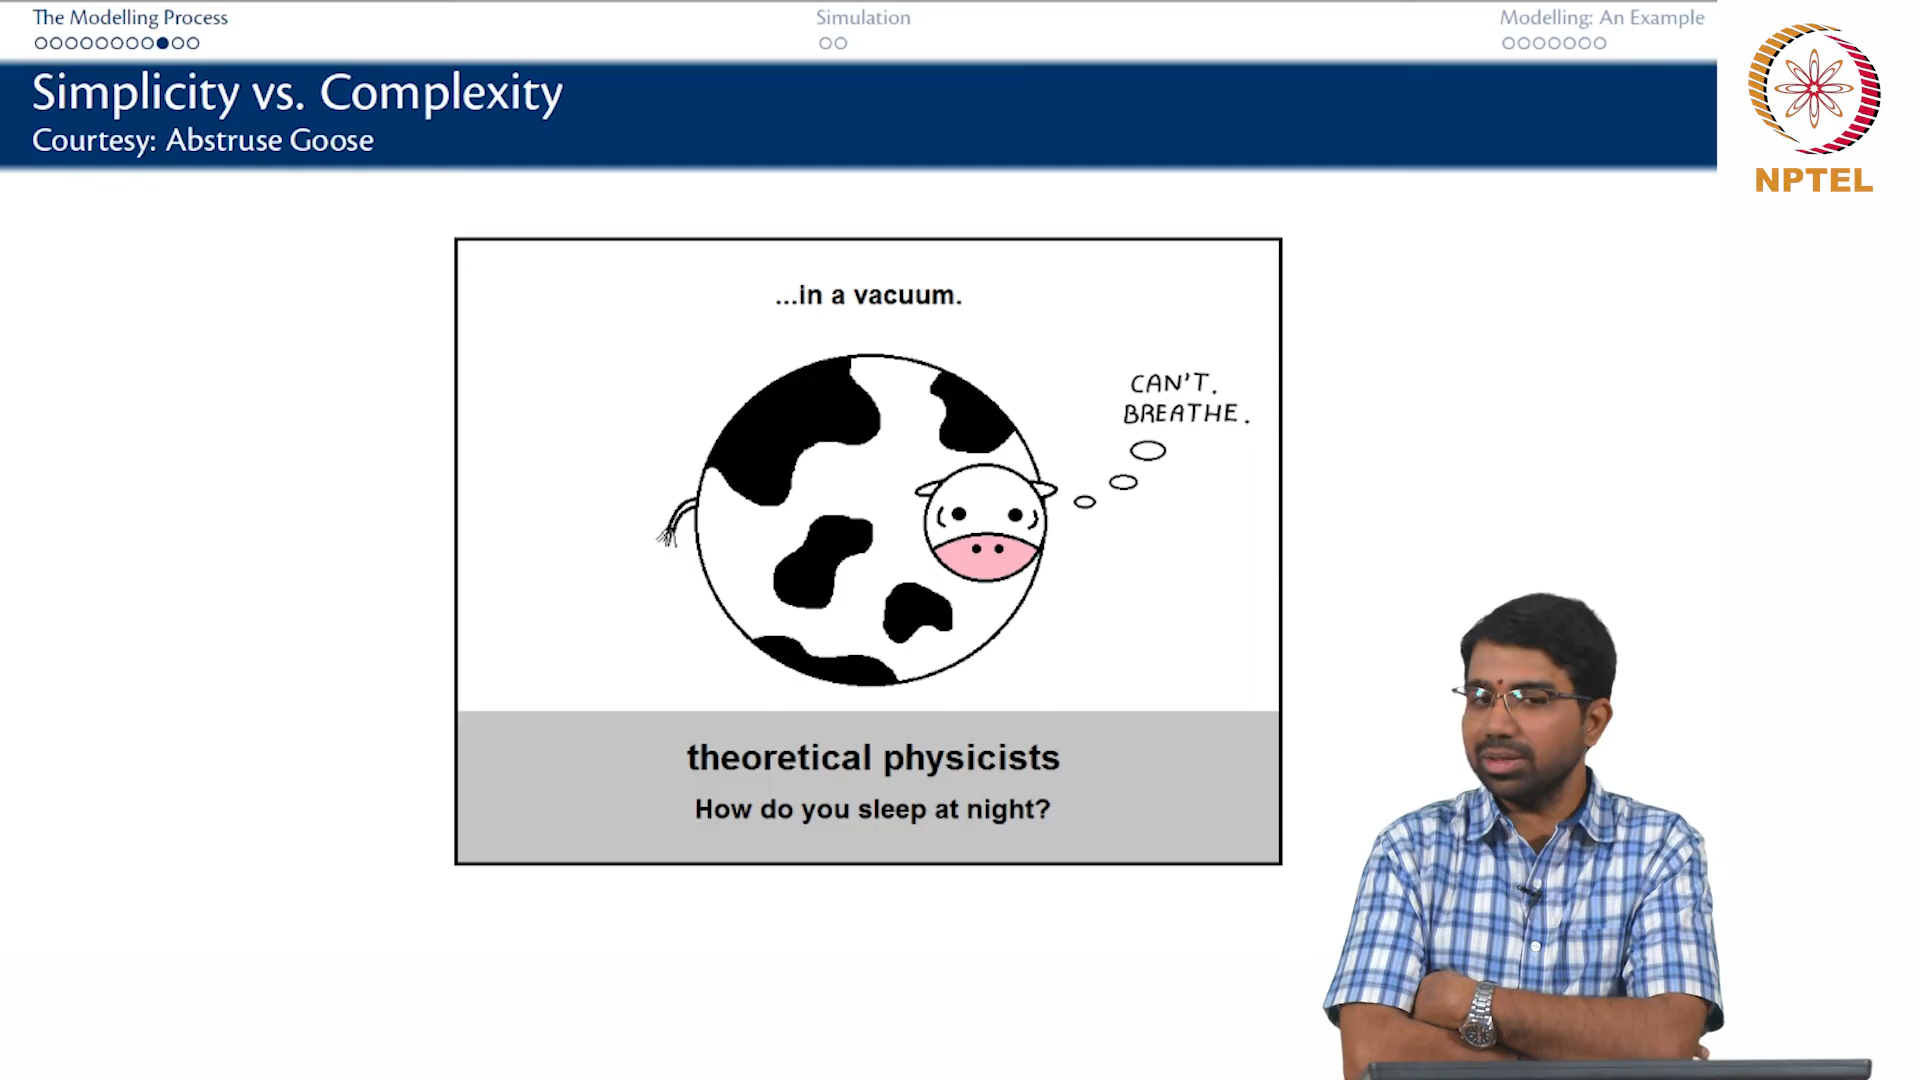 The Modelling Process
Simulation
Modelling: An Example
Simplicity vs. Complexity
Courtesy: Abstruse Goose
NPTEL
...in a vacuum.
CAN'T.
BREATHE.
theoretical physicists
How do you sleep at night?